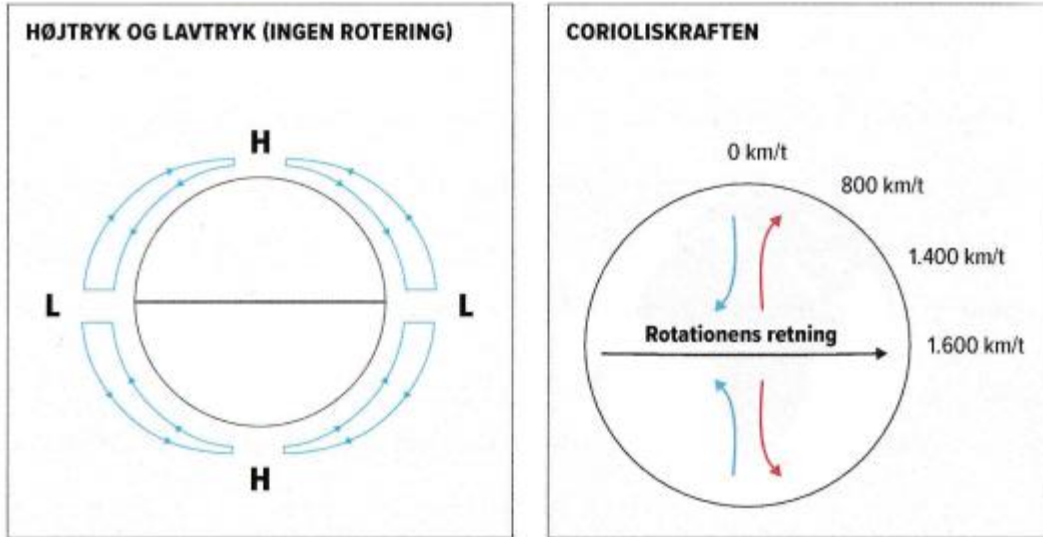 HØJTRYK OG LAVTRYK (INGEN ROTERING)
H
L
L
H
CORIOLISKRAFTEN
0 km/t
800 km/t
1.400 km/t
Rotationens retning
1.600 km/t